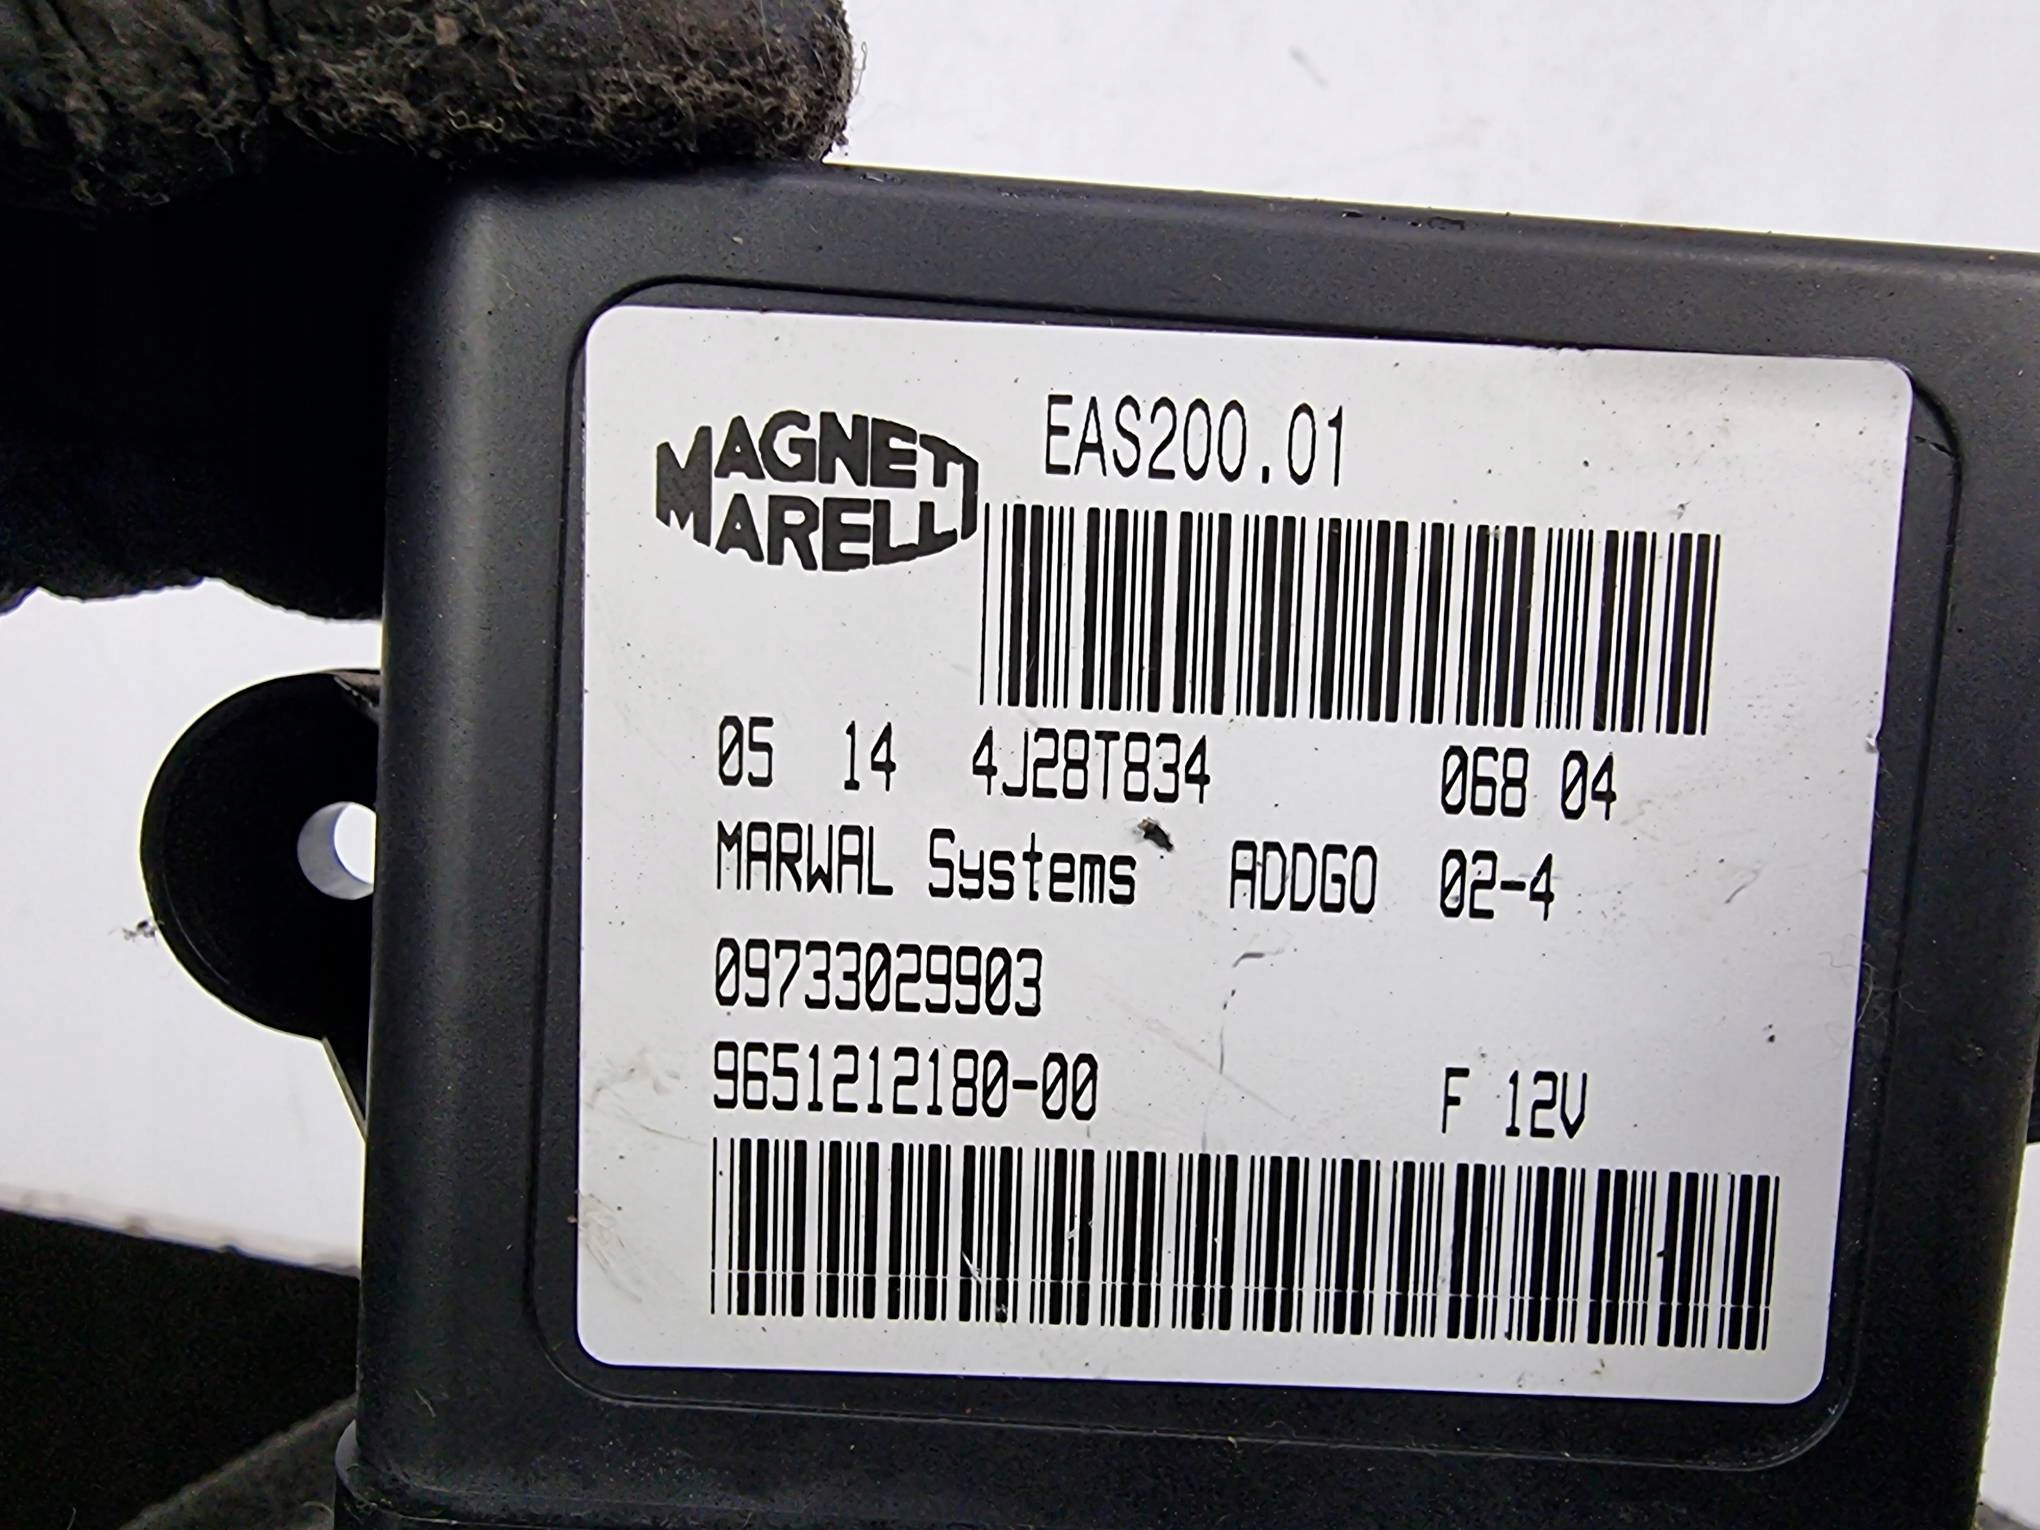 MAGNETI
MARELLI
EAS200.01
05 14 4J28T834 068 04
MARWAL Systems ADDGO 02-4
09733029903
9651212180-00 F 12V